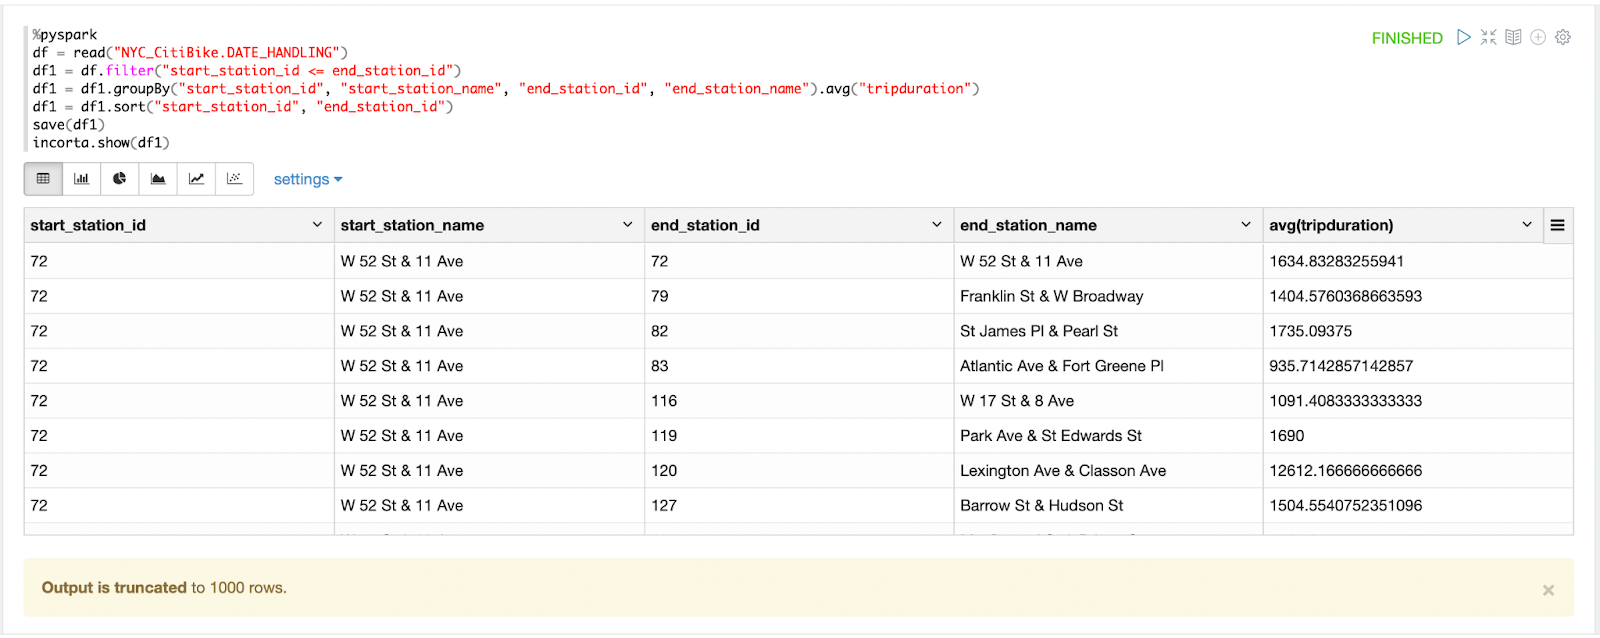 %pyspark
df = read("NYC_CitiBike.DATE_HANDLING")
df1 = df.filter("start_station_id <= end_station_id")
df1 = df1.groupBy("start_station_id", "start_station_name", "end_station_id", "end_station_name").avg("tripduration")
df1 = df1.sort("start_station_id", "end_station_id")
save(df1)
incorta.show(df1)
FINISHED
settings
start_station_id start_station_name end_station_id end_station_name avg(tripduration)
72 W 52 St & 11 Ave 72 W 52 St & 11 Ave 1634.83283255941
72 W 52 St & 11 Ave 79 Franklin St & W Broadway 1404.5760368663593
72 W 52 St & 11 Ave 82 St James Pl & Pearl St 1735.09375
72 W 52 St & 11 Ave 83 Atlantic Ave & Fort Greene Pl 935.7142857142857
72 W 52 St & 11 Ave 116 W 17 St & 8 Ave 1091.4083333333333
72 W 52 St & 11 Ave 119 Park Ave & St Edwards St 1690
72 W 52 St & 11 Ave 120 Lexington Ave & Classon Ave 12612.166666666666
72 W 52 St & 11 Ave 127 Barrow St & Hudson St 1504.5540752351096
Output is truncated to 1000 rows.